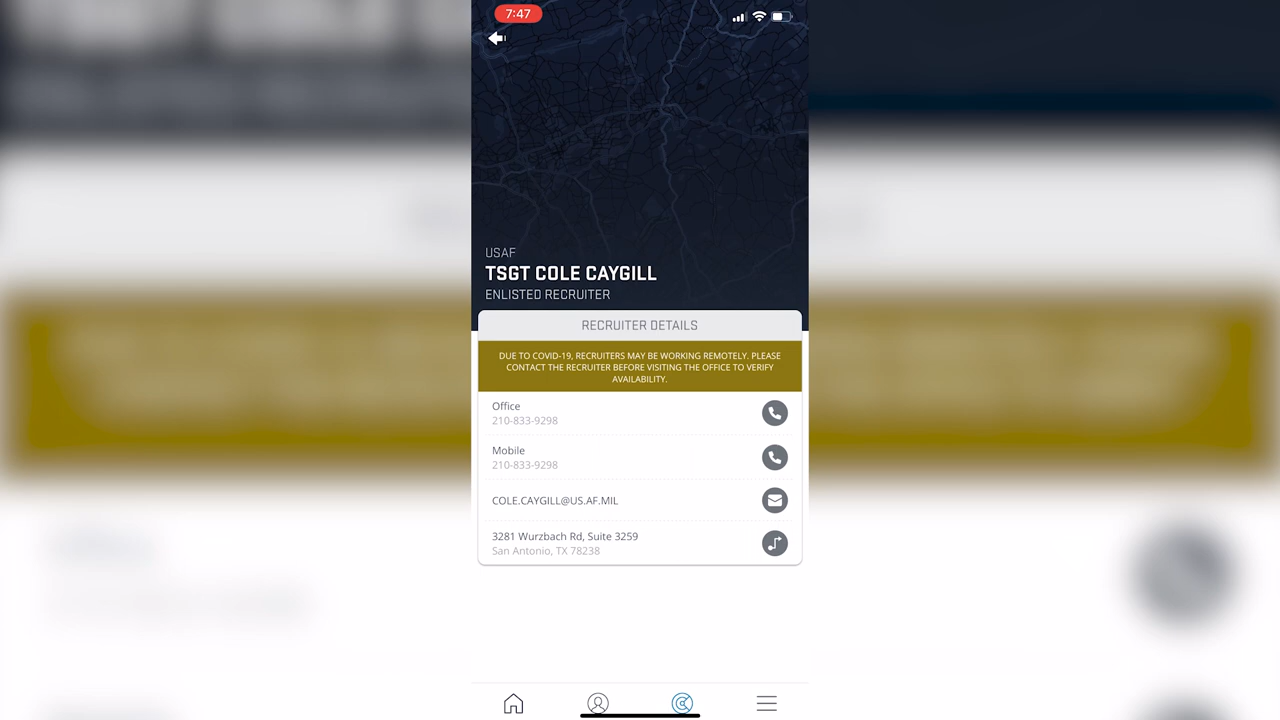 7:47
USAF
TSGT COLE CAYGILL
ENLISTED RECRUITER
RECRUITER DETAILS
DUE TO COVID-19, RECRUITERS MAY BE WORKING REMOTELY. PLEASE
CONTACT THE RECRUITER BEFORE VISITING THE OFFICE TO VERIFY
AVAILABILITY.
Office
210-833-9298
Mobile
210-833-9298
COLE.CAYGILL@US.AF.MIL
3281 Wurzbach Rd, Suite 3259
San Antonio, TX 78238